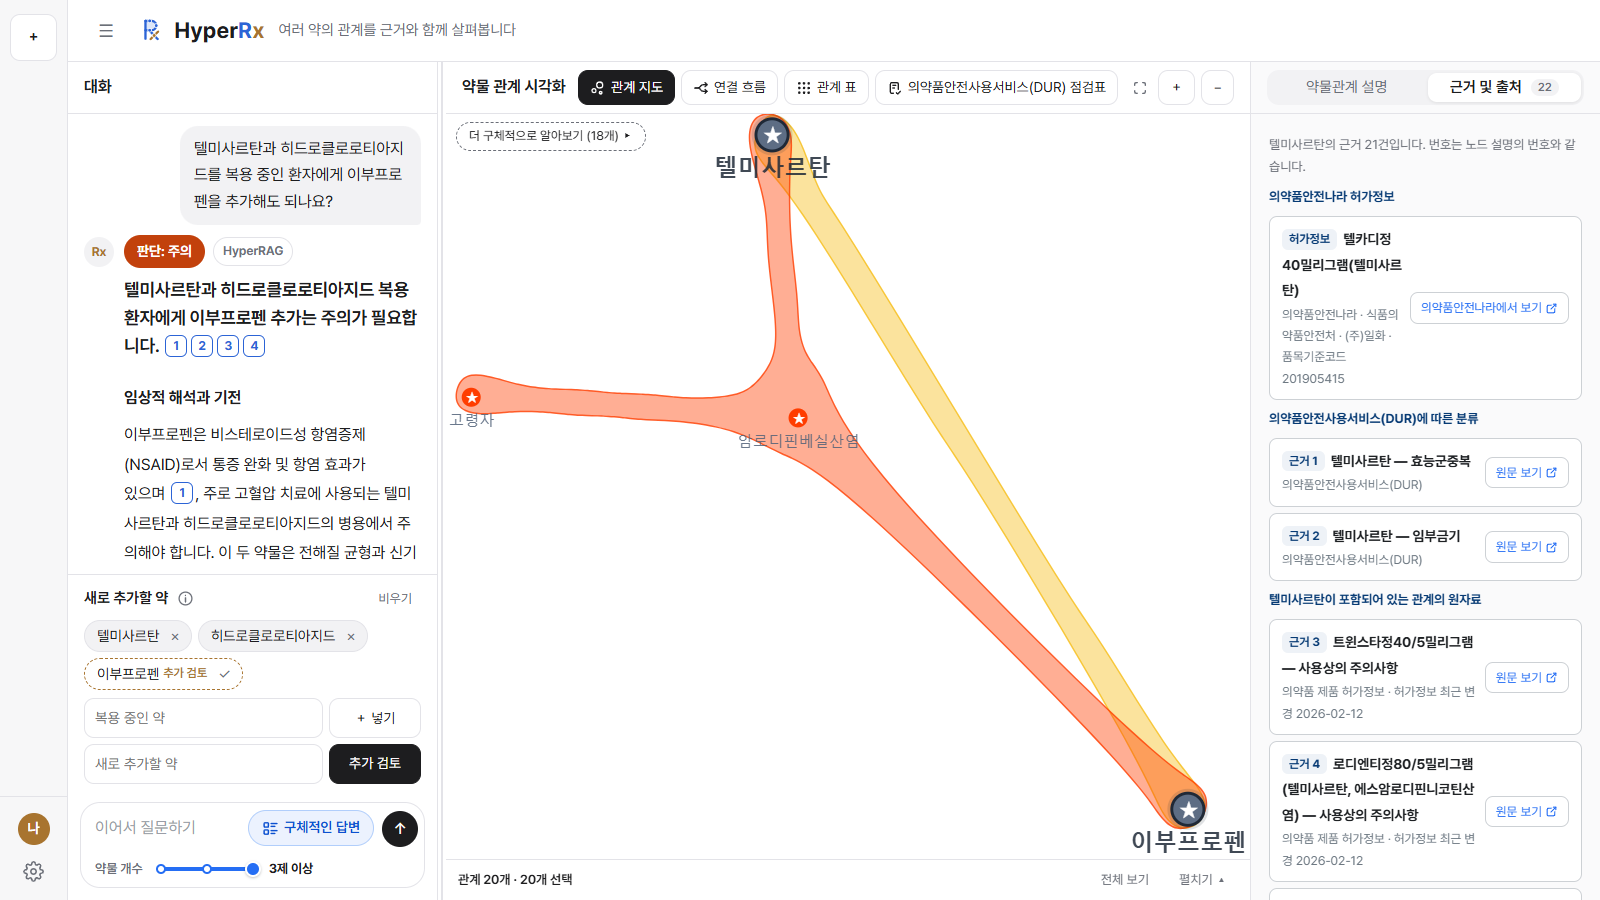 +
HyperRx
여러 약의 관계를 근거와 함께 살펴봅니다
대화
텔미사르탄과 히드로클로로티아지
드를 복용 중인 환자에게 이부프로
펜을 추가해도 되나요?
Rx
판단: 주의
HyperRAG
텔미사르탄과 히드로클로로티아지드 복용
환자에게 이부프로펜 추가는 주의가 필요합
니다. 1 2 3 4
임상적 해석과 기전
이부프로펜은 비스테로이드성 항염증제
(NSAID)로서 통증 완화 및 항염 효과가
있으며 1 , 주로 고혈압 치료에 사용되는 텔미
사르탄과 히드로클로로티아지드의 병용에서 주
의해야 합니다. 이 두 약물은 전해질 균형과 신기
새로 추가할 약
비우기
텔미사르탄 ×
히드로클로로티아지드 ×
이부프로펜 추가 검토
복용 중인 약
+ 넣기
새로 추가할 약
추가 검토
이어서 질문하기
구체적인 답변
약물 개수
3제 이상
나
약물 관계 시각화
관계 지도
연결 흐름
관계 표
의약품안전사용서비스(DUR) 점검표
+
−
더 구체적으로 알아보기 (18개)
텔미사르탄
고령자
암로디핀베실산염
이부프로펜
관계 20개 · 20개 선택
전체 보기
펼치기
약물관계 설명
근거 및 출처 22
텔미사르탄의 근거 21건입니다. 번호는 노드 설명의 번호와 같
습니다.
의약품안전나라 허가정보
허가정보 텔카디정
40밀리그램(텔미사르
탄)
의약품안전나라 · 식품의
약품안전처 · (주)일화 ·
품목기준코드
201905415
의약품안전나라에서 보기
의약품안전사용서비스(DUR)에 따른 분류
근거 1 텔미사르탄 — 효능군중복
의약품안전사용서비스(DUR)
원문 보기
근거 2 텔미사르탄 — 임부금기
의약품안전사용서비스(DUR)
원문 보기
텔미사르탄이 포함되어 있는 관계의 원자료
근거 3 트윈스타정40/5밀리그램
— 사용상의 주의사항
의약품 제품 허가정보 · 허가정보 최근 변
경 2026-02-12
원문 보기
근거 4 로디엔티정80/5밀리그램
(텔미사르탄, 에스암로디핀니코틴산
염) — 사용상의 주의사항
의약품 제품 허가정보 · 허가정보 최근 변
경 2026-02-12
원문 보기